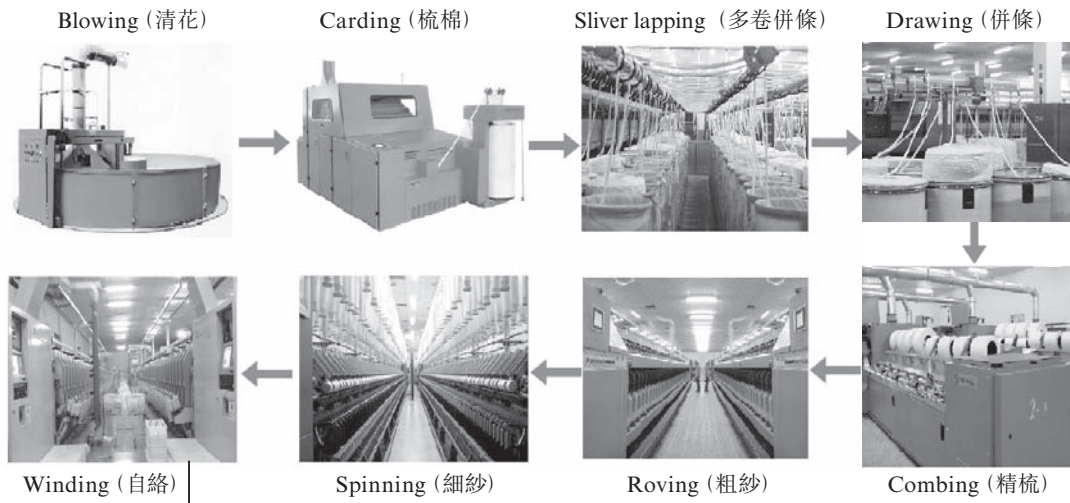 Blowing (清花)
Carding (梳棉)
Sliver lapping (多卷併條)
Drawing (併條)
Winding (自絡)
Spinning (細紗)
Roving (粗紗)
Combing (精梳)